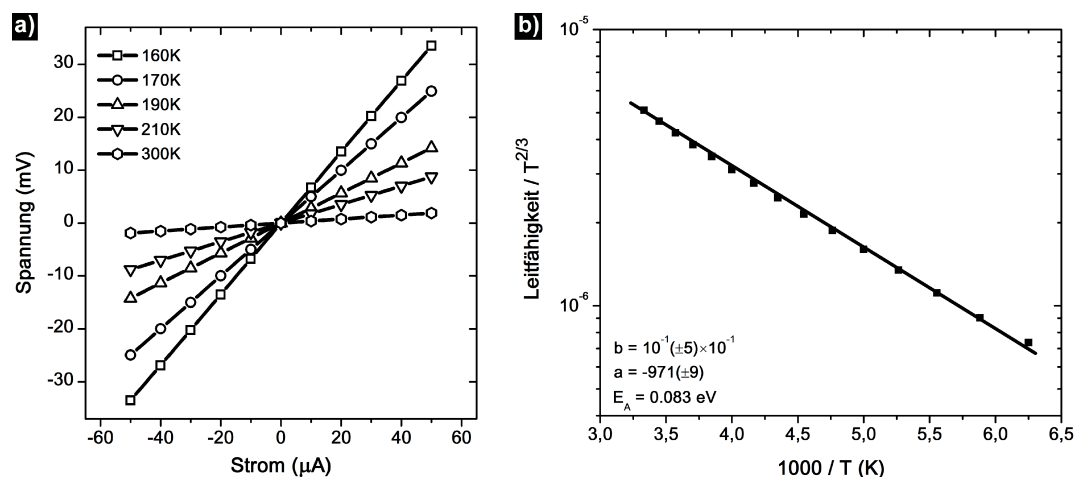 a)
160K
170K
190K
210K
300K
30
20
10
0
-10
-20
-30
Spannung (mV)
-60
-40
-20
0
20
40
60
Strom (µA)
b)
10⁻⁵
10⁻⁶
Leitfähigkeit / T²ᐟ³
b = 10⁻¹(±5)×10⁻¹
a = -971(±9)
E_A = 0.083 eV
3,0
3,5
4,0
4,5
5,0
5,5
6,0
6,5
1000 / T (K)